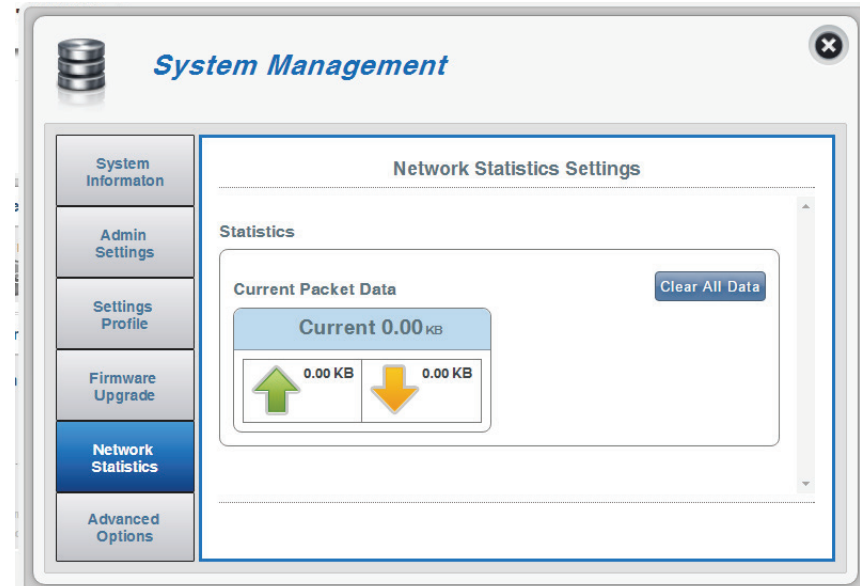 System Management
System
Informaton
Admin
Settings
Settings
Profile
Firmware
Upgrade
Network
Statistics
Advanced
Options
Network Statistics Settings
Statistics
Current Packet Data
Clear All Data
Current 0.00 KB
0.00 KB
0.00 KB